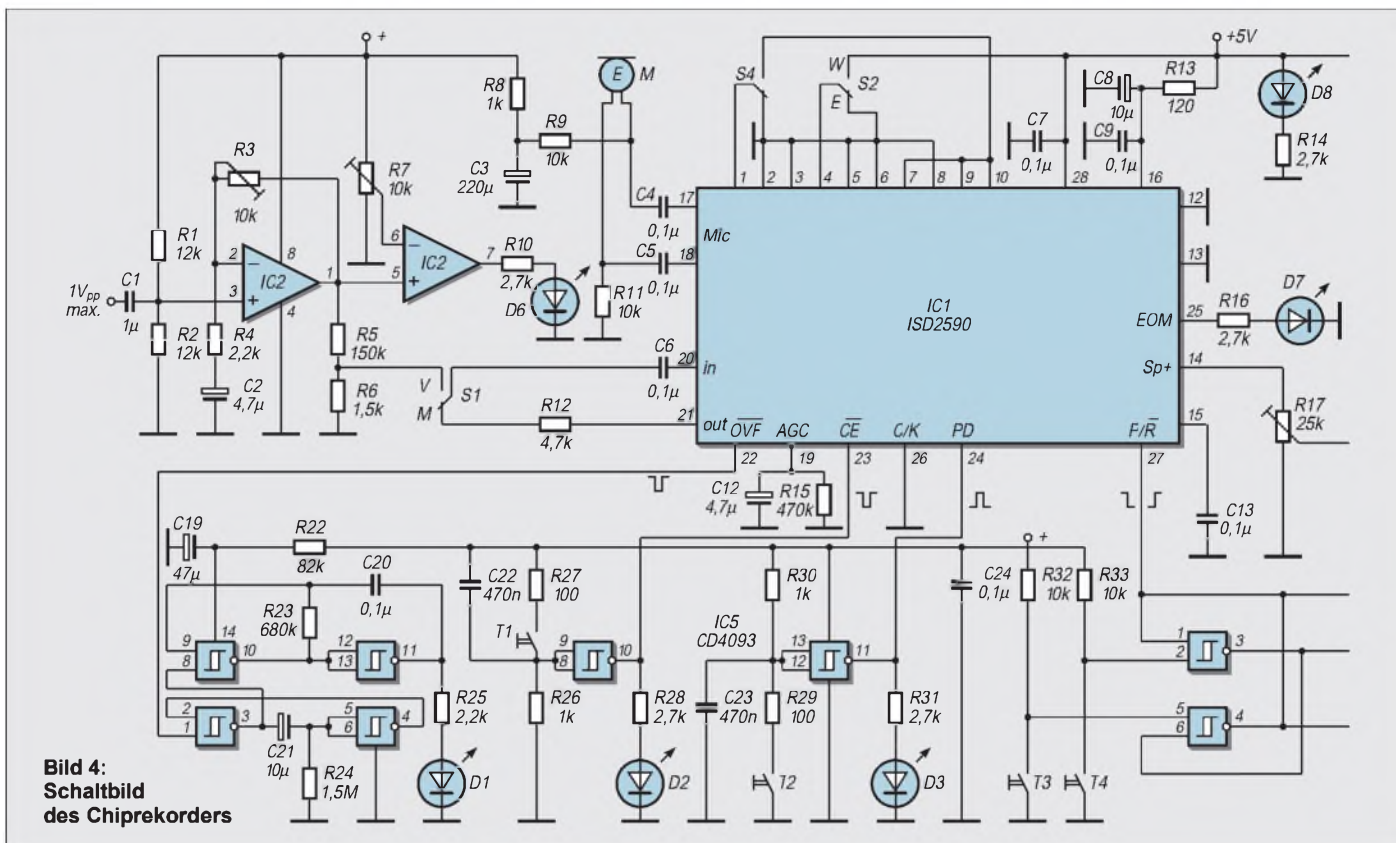 +
+5V
R8
1k
E
M
S4
W
S2
E
C8
10µ
R13
120
D8
R9
10k
C7
0,1µ
C9
0,1µ
R14
2,7k
R3
10k
R7
10k
C3
220µ
C4
0,1µ
17
1
2
3
4
5
6
7
8
9
10
28
16
12
Mic
R1
12k
C5
0,1µ
18
13
2
8
IC2
1
3
4
6
IC2
7
5
R10
2,7k
D6
R11
10k
C1
1µ
1Vpp
max.
IC1
ISD2590
EOM
25
R16
2,7k
D7
R2
12k
R4
2,2k
R5
150k
C6
0,1µ
20
in
Sp+
14
C2
4,7µ
R6
1,5k
V
M
S1
R12
4,7k
21
out
R17
25k
15
OVF
AGC
CE
C/K
PD
F/R
22
19
23
26
24
27
C12
4,7µ
R15
470k
C13
0,1µ
C19
47µ
R22
82k
C20
0,1µ
C22
470n
R27
100
R30
1k
C24
0,1µ
+
R32
10k
R33
10k
R23
680k
T1
IC5
CD4093
9
8
14
10
12
13
11
9
8
10
13
12
11
1
2
3
R25
2,2k
R26
1k
R28
2,7k
C23
470n
R29
100
R31
2,7k
2
1
3
5
6
4
5
6
4
C21
10µ
R24
1,5M
D1
D2
T2
D3
T3
T4
Bild 4:
Schaltbild
des Chiprekorders